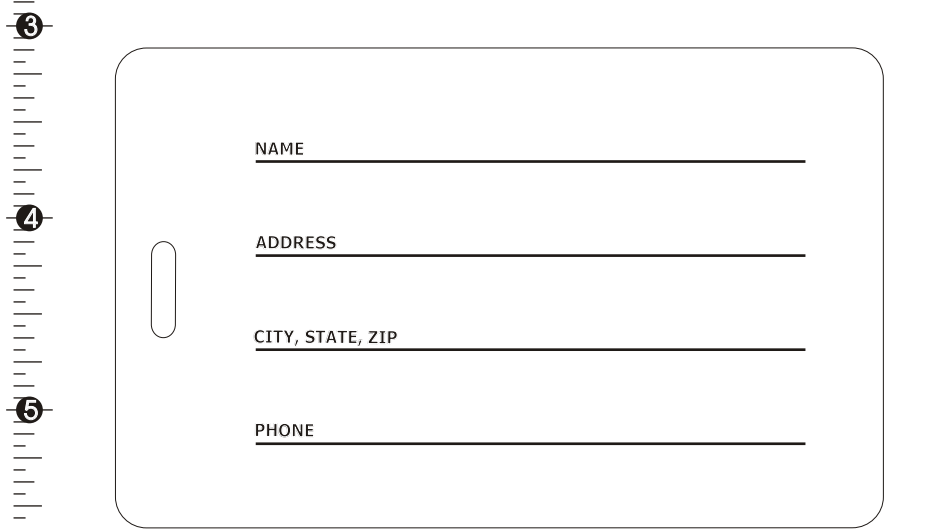 3
NAME
4
ADDRESS
CITY, STATE, ZIP
5
PHONE